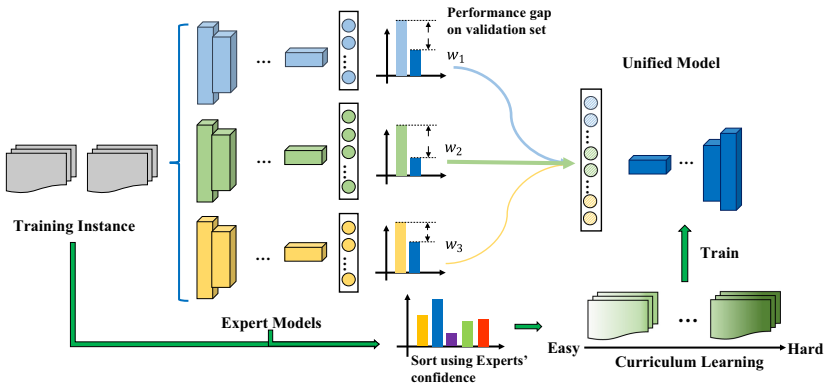 Performance gap
on validation set
w1
Unified Model
w2
Training Instance
w3
Train
Expert Models
Sort using Experts'
confidence
Easy
Hard
Curriculum Learning